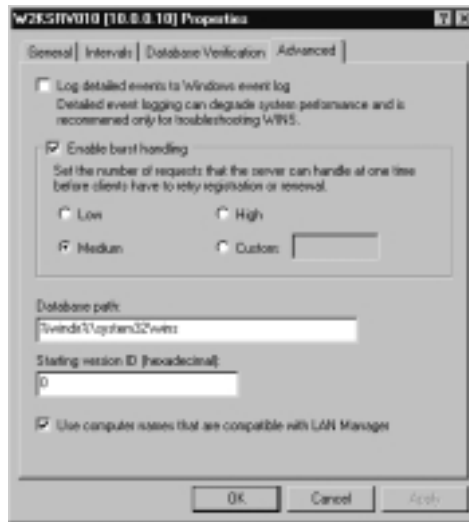 W2KSRV010 [10.0.0.10] Properties
General Intervals Database Verification Advanced
Log detailed events to Windows event log
Detailed event logging can degrade system performance and is
recommened only for troubleshooting WINS.
Enable burst handling
Set the number of requests that the server can handle at one time
before clients have to retry registration or renewal.
Low High
Medium Custom:
Database path:
%windir%\system32\wins
Starting version ID (hexadecimal):
0
Use computer names that are compatible with LAN Manager
OK Cancel Apply